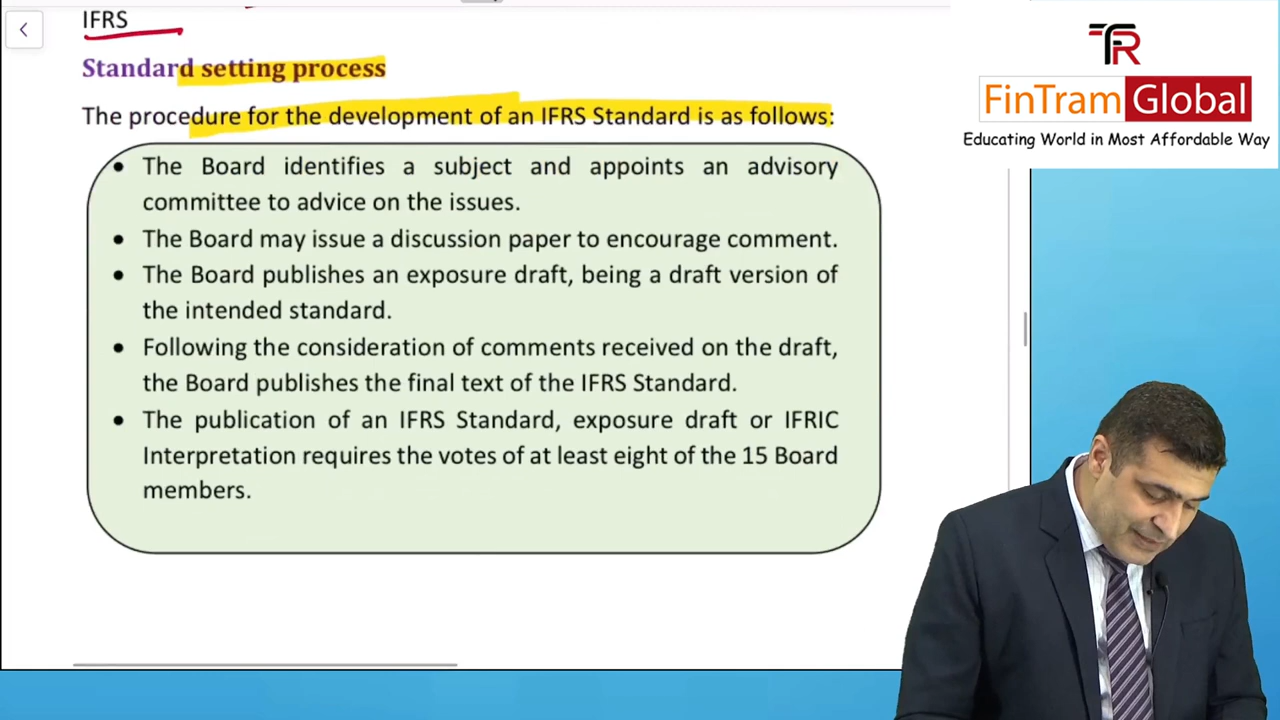 IFRS
Standard setting process
The procedure for the development of an IFRS Standard is as follows:
• The Board identifies a subject and appoints an advisory
committee to advice on the issues.
• The Board may issue a discussion paper to encourage comment.
• The Board publishes an exposure draft, being a draft version of
the intended standard.
• Following the consideration of comments received on the draft,
the Board publishes the final text of the IFRS Standard.
• The publication of an IFRS Standard, exposure draft or IFRIC
Interpretation requires the votes of at least eight of the 15 Board
members.
FinTram Global
Educating World in Most Affordable Way